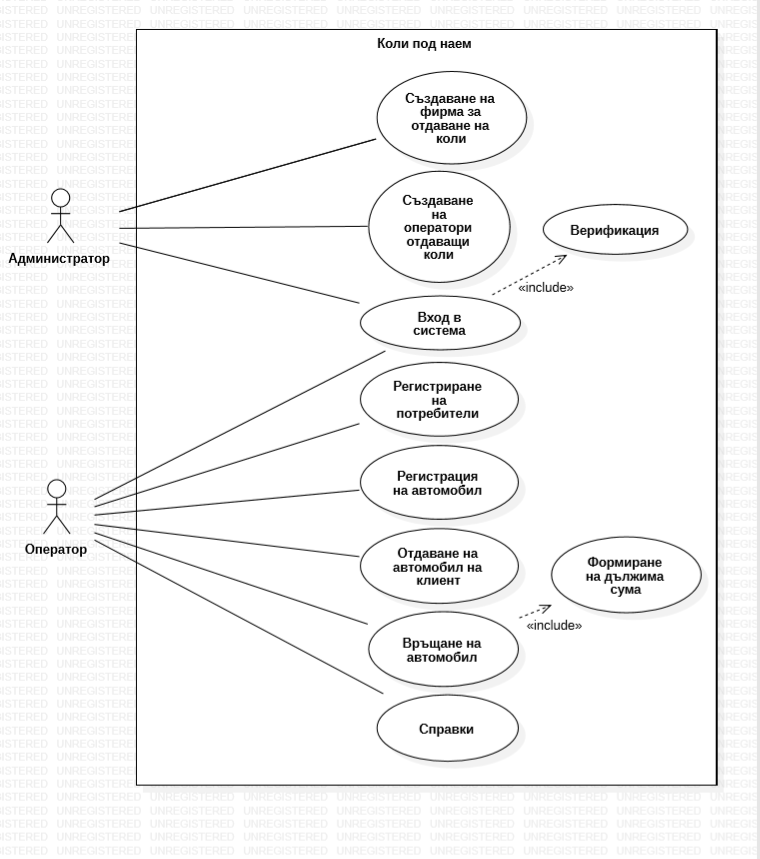 Коли под наем
Създаване на
фирма за
отдаване на
коли
Създаване
на
оператори
отдаващи
коли
Верификация
Администратор
«include»
Вход в
система
Регистриране
на
потребители
Регистрация
на автомобил
Оператор
Отдаване на
автомобил на
клиент
Формиране
на дължима
сума
«include»
Връщане на
автомобил
Справки